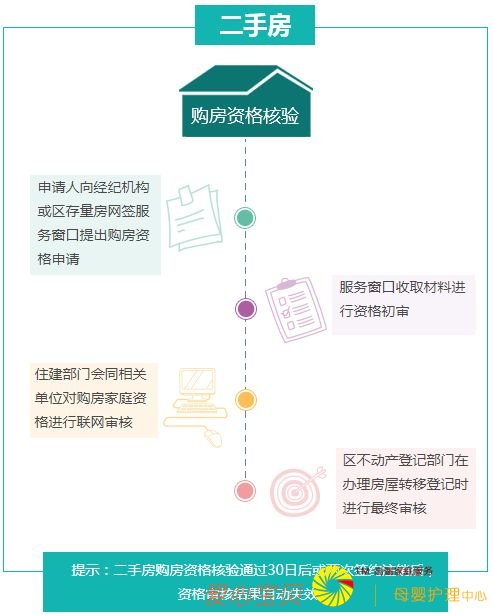 二手房
购房资格核验
申请人向经纪机构
或区存量房网签服
务窗口提出购房资
格申请
服务窗口收取材料进
行资格初审
住建部门会同相关
单位对购房家庭资
格进行联网审核
区不动产登记部门在
办理房屋转移登记时
进行最终审核
提示：二手房购房资格核验通过30日后或
资格审核结果自动失效
母婴护理中心